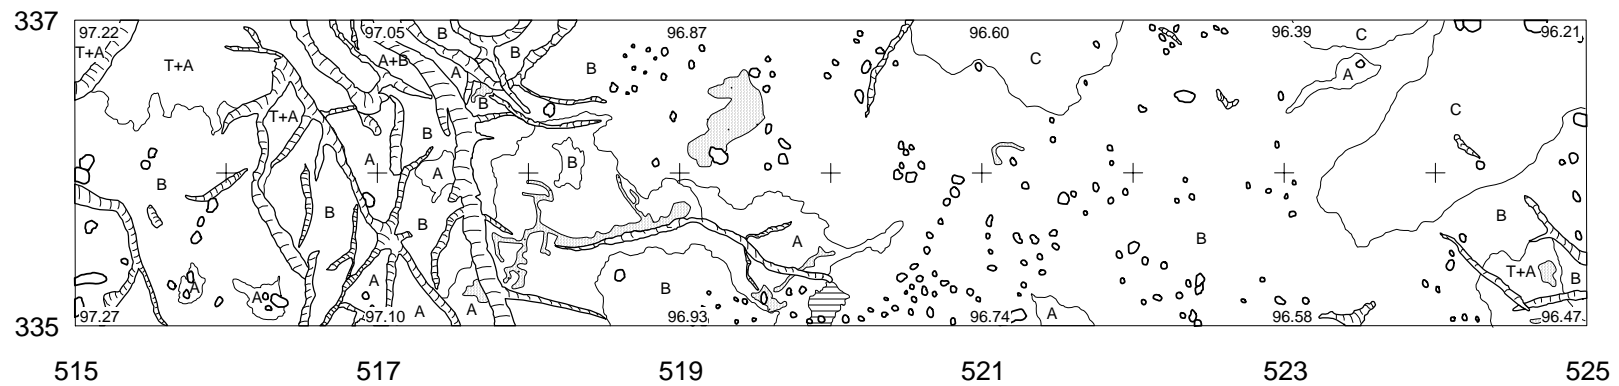 337
97.22 97.05 96.87 96.60 96.39 96.21
B B C
T+A T+A A+B A B C A
B
B C
T+A
B
A A B
B B B
B B
A T+A B
A A A B
A A A
97.27 97.10 96.93 96.74 96.58 96.47
335
515 517 519 521 523 525